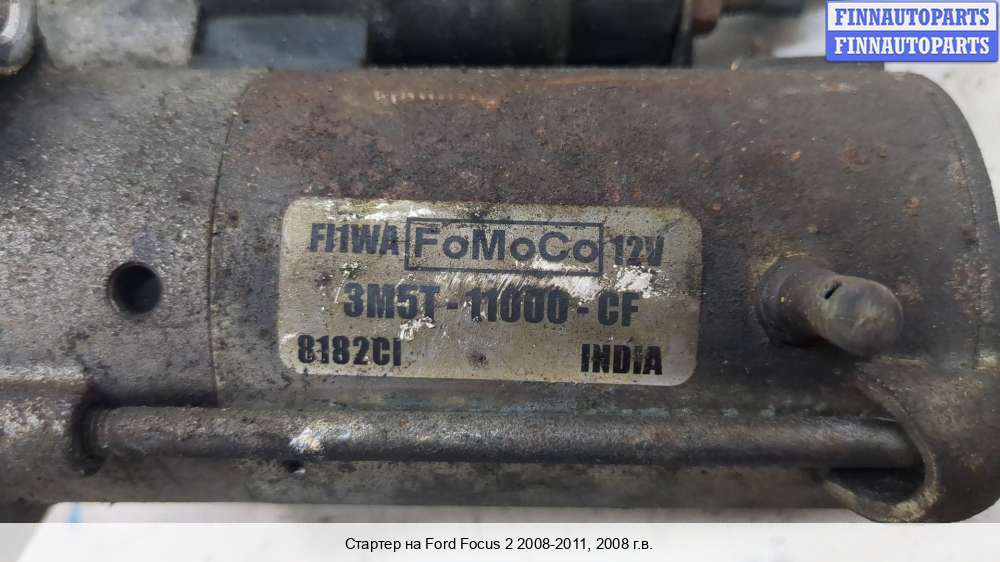 FINNAUTOPARTS
FINNAUTOPARTS
FI1WA FoMoCo 12V
3M5T-11000-CF
8182CI INDIA
Стартер на Ford Focus 2 2008-2011, 2008 г.в.